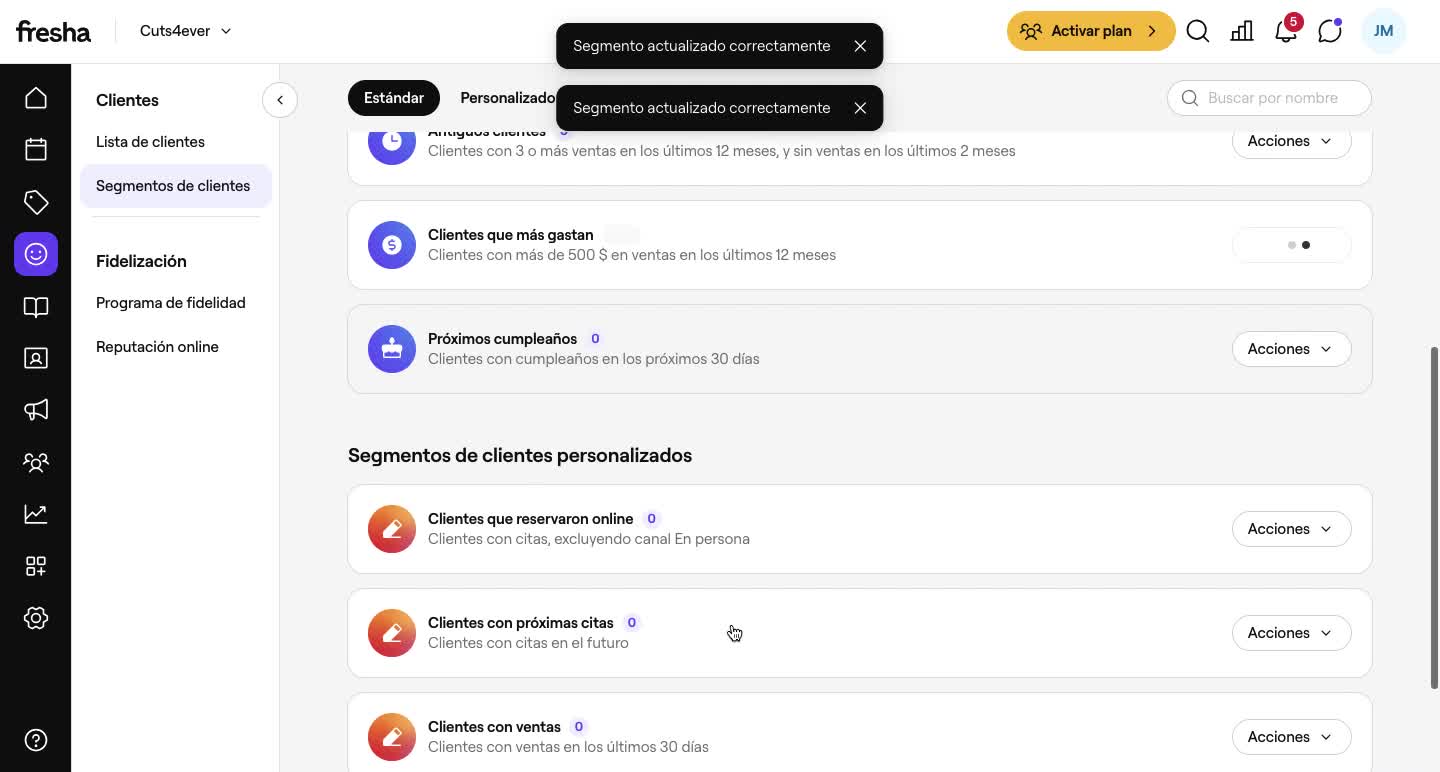 fresha
Cuts4ever
Segmento actualizado correctamente
Activar plan
5
JM
Clientes
Lista de clientes
Segmentos de clientes
Fidelización
Programa de fidelidad
Reputación online
Estándar
Personalizado
Segmento actualizado correctamente
Buscar por nombre
Antiguos clientes
Clientes con 3 o más ventas en los últimos 12 meses, y sin ventas en los últimos 2 meses
Acciones
Clientes que más gastan
Clientes con más de 500 $ en ventas en los últimos 12 meses
Próximos cumpleaños 0
Clientes con cumpleaños en los próximos 30 días
Acciones
Segmentos de clientes personalizados
Clientes que reservaron online 0
Clientes con citas, excluyendo canal En persona
Acciones
Clientes con próximas citas 0
Clientes con citas en el futuro
Acciones
Clientes con ventas 0
Clientes con ventas en los últimos 30 días
Acciones